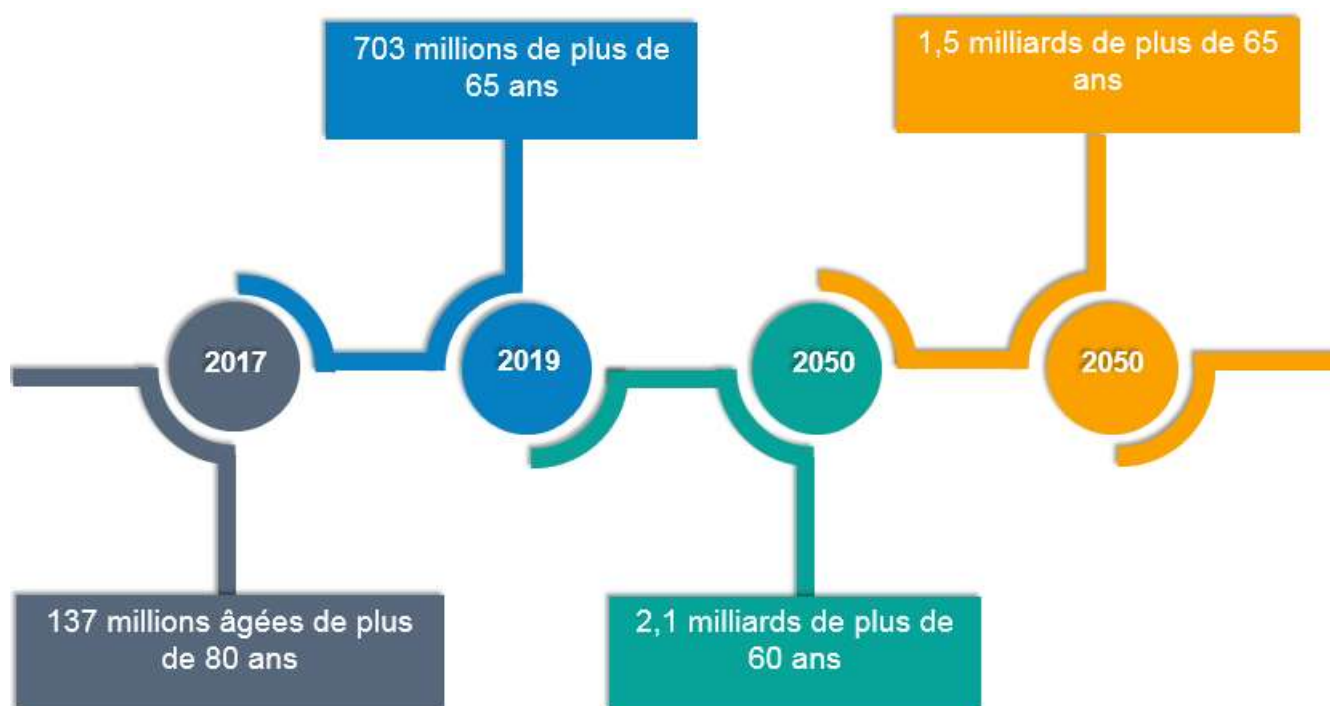 703 millions de plus de
65 ans
1,5 milliards de plus de 65
ans
2017
2019
2050
2050
137 millions âgées de plus
de 80 ans
2,1 milliards de plus de
60 ans